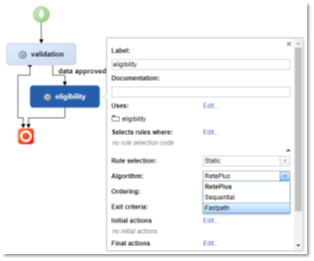 validation
data approved
eligibility
Label:
eligibility
Documentation:
Uses: Edit...
eligibility
Selects rules where: Edit...
no rule selection code
Rule selection: Static
Algorithm: RetePlus
RetePlus
Ordering: Sequential
Exit criteria: Fastpath
Initial actions Edit...
no initial actions
Final actions Edit...